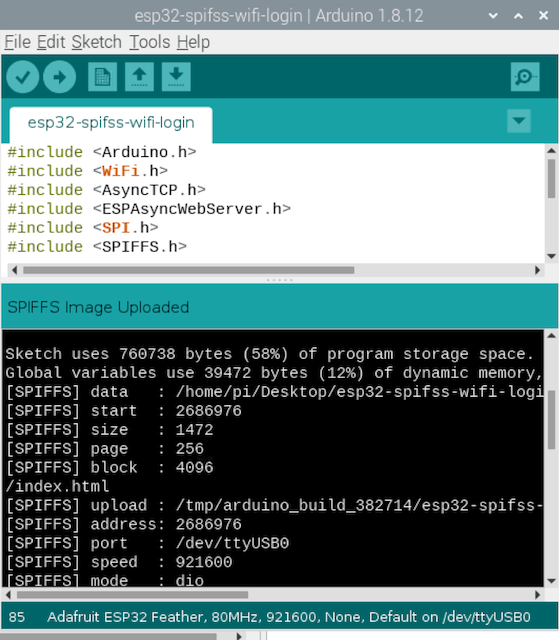 esp32-spifss-wifi-login | Arduino 1.8.12
File Edit Sketch Tools Help
esp32-spifss-wifi-login
#include <Arduino.h>
#include <WiFi.h>
#include <AsyncTCP.h>
#include <ESPAsyncWebServer.h>
#include <SPI.h>
#include <SPIFFS.h>
SPIFFS Image Uploaded
Sketch uses 760738 bytes (58%) of program storage space.
Global variables use 39472 bytes (12%) of dynamic memory,
[SPIFFS] data   : /home/pi/Desktop/esp32-spifss-wifi-logi
[SPIFFS] start  : 2686976
[SPIFFS] size   : 1472
[SPIFFS] page   : 256
[SPIFFS] block  : 4096
/index.html
[SPIFFS] upload : /tmp/arduino_build_382714/esp32-spifss-
[SPIFFS] address: 2686976
[SPIFFS] port   : /dev/ttyUSB0
[SPIFFS] speed  : 921600
[SPIFFS] mode   : dio
85 Adafruit ESP32 Feather, 80MHz, 921600, None, Default on /dev/ttyUSB0